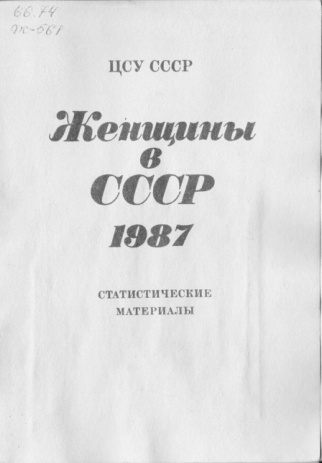 66.74
Ж-561
ЦСУ СССР
Женщины
в
СССР
1987
СТАТИСТИЧЕСКИЕ
МАТЕРИАЛЫ